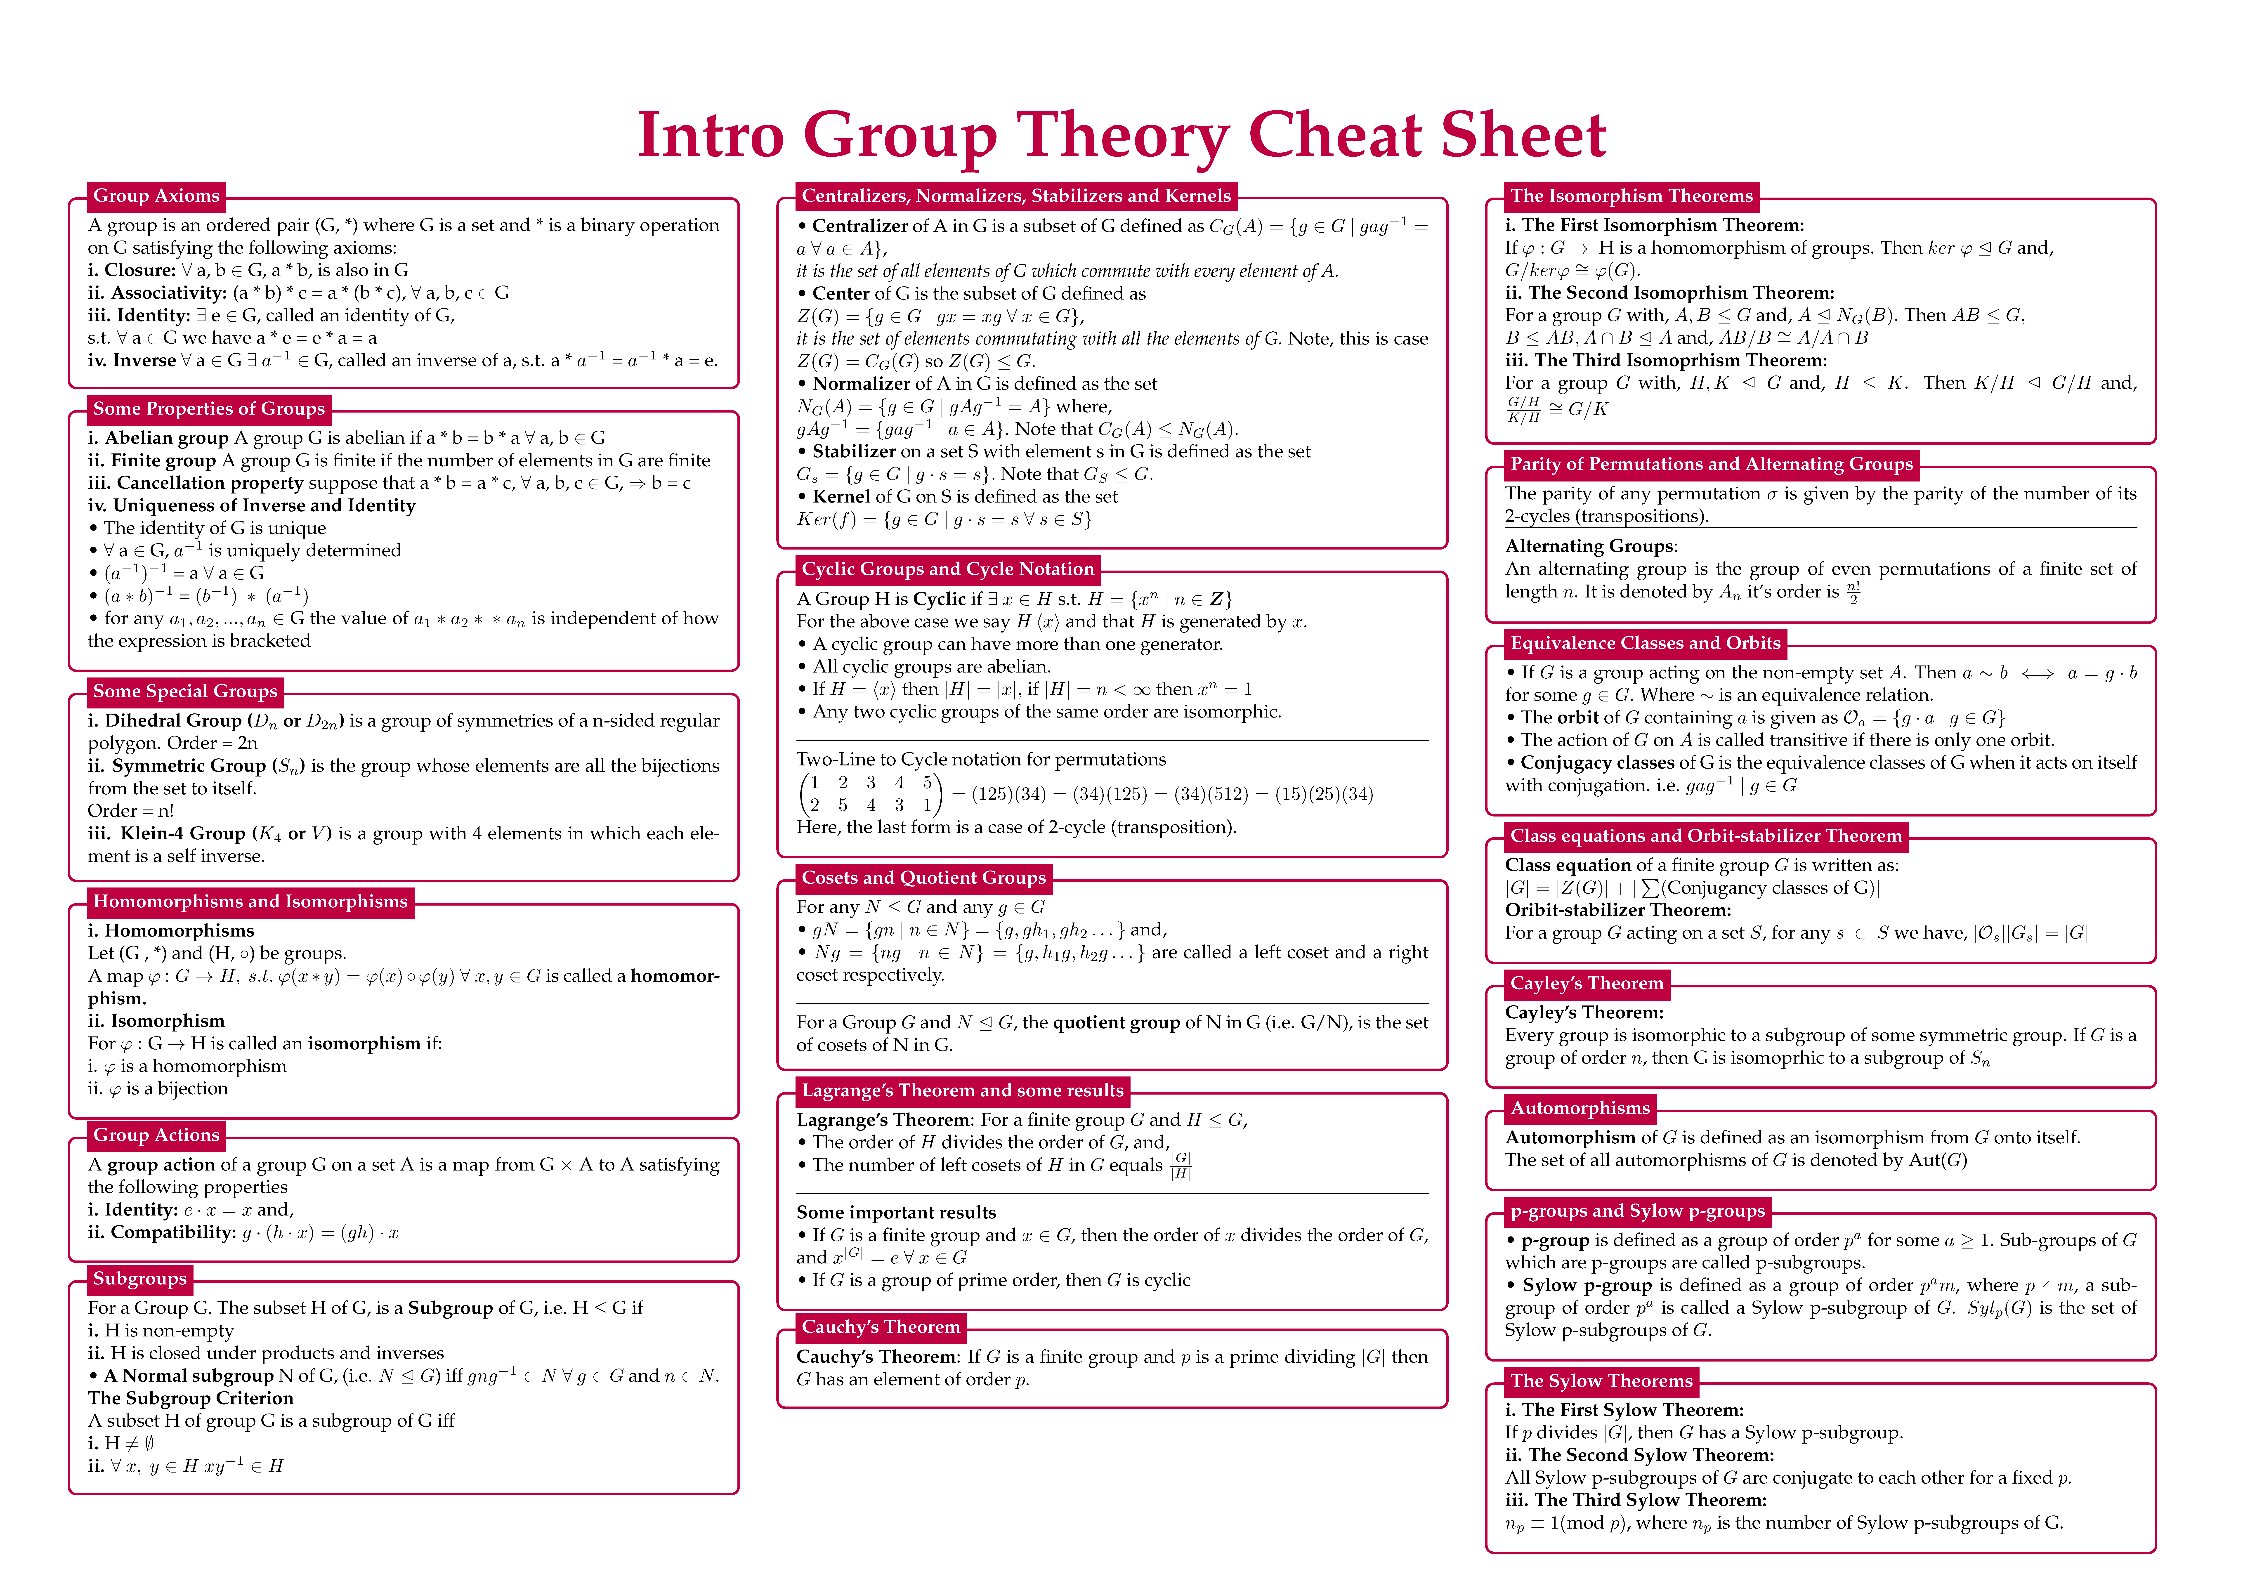 Intro Group Theory Cheat Sheet
Group Axioms
A group is an ordered pair (G, *) where G is a set and * is a binary operation
on G satisfying the following axioms:
i. Closure: ∀ a, b ∈ G, a * b, is also in G
ii. Associativity: (a * b) * c = a * (b * c), ∀ a, b, c ∈ G
iii. Identity: ∃ e ∈ G, called an identity of G,
s.t. ∀ a ∈ G we have a * e = e * a = a
iv. Inverse ∀ a ∈ G ∃ a⁻¹ ∈ G, called an inverse of a, s.t. a * a⁻¹ = a⁻¹ * a = e.
Some Properties of Groups
i. Abelian group A group G is abelian if a * b = b * a ∀ a, b ∈ G
ii. Finite group A group G is finite if the number of elements in G are finite
iii. Cancellation property suppose that a * b = a * c, ∀ a, b, c ∈ G, ⇒ b = c
iv. Uniqueness of Inverse and Identity
• The identity of G is unique
• ∀ a ∈ G, a⁻¹ is uniquely determined
• (a⁻¹)⁻¹ = a ∀ a ∈ G
• (a ∗ b)⁻¹ = (b⁻¹) ∗ (a⁻¹)
• for any a₁, a₂, ..., aₙ ∈ G the value of a₁ ∗ a₂ ∗ ∗ aₙ is independent of how
the expression is bracketed
Some Special Groups
i. Dihedral Group (Dₙ or D₂ₙ) is a group of symmetries of a n-sided regular
polygon. Order = 2n
ii. Symmetric Group (Sₙ) is the group whose elements are all the bijections
from the set to itself.
Order = n!
iii. Klein-4 Group (K₄ or V) is a group with 4 elements in which each ele-
ment is a self inverse.
Homomorphisms and Isomorphisms
i. Homomorphisms
Let (G , *) and (H, ∘) be groups.
A map φ : G → H, s.t. φ(x ∗ y) = φ(x) ∘ φ(y) ∀ x, y ∈ G is called a homomor-
phism.
ii. Isomorphism
For φ : G → H is called an isomorphism if:
i. φ is a homomorphism
ii. φ is a bijection
Group Actions
A group action of a group G on a set A is a map from G × A to A satisfying
the following properties
i. Identity: e · x = x and,
ii. Compatibility: g · (h · x) = (gh) · x
Subgroups
For a Group G. The subset H of G, is a Subgroup of G, i.e. H ≤ G if
i. H is non-empty
ii. H is closed under products and inverses
• A Normal subgroup N of G, (i.e. N ≤ G) iff gng⁻¹ ∈ N ∀ g ∈ G and n ∈ N.
The Subgroup Criterion
A subset H of group G is a subgroup of G iff
i. H ≠ ∅
ii. ∀ x, y ∈ H xy⁻¹ ∈ H
Centralizers, Normalizers, Stabilizers and Kernels
• Centralizer of A in G is a subset of G defined as C_G(A) = {g ∈ G | gag⁻¹ =
a ∀ a ∈ A},
it is the set of all elements of G which commute with every element of A.
• Center of G is the subset of G defined as
Z(G) = {g ∈ G gx = xg ∀ x ∈ G},
it is the set of elements commutating with all the elements of G. Note, this is case
Z(G) = C_G(G) so Z(G) ≤ G.
• Normalizer of A in G is defined as the set
N_G(A) = {g ∈ G | gAg⁻¹ = A} where,
gAg⁻¹ = {gag⁻¹ a ∈ A}. Note that C_G(A) ≤ N_G(A).
• Stabilizer on a set S with element s in G is defined as the set
G_s = {g ∈ G | g · s = s}. Note that G_S ≤ G.
• Kernel of G on S is defined as the set
Ker(f) = {g ∈ G | g · s = s ∀ s ∈ S}
Cyclic Groups and Cycle Notation
A Group H is Cyclic if ∃ x ∈ H s.t. H = {xⁿ n ∈ Z}
For the above case we say H ⟨x⟩ and that H is generated by x.
• A cyclic group can have more than one generator.
• All cyclic groups are abelian.
• If H = ⟨x⟩ then |H| = |x|, if |H| = n < ∞ then xⁿ = 1
• Any two cyclic groups of the same order are isomorphic.
Two-Line to Cycle notation for permutations
(1 2 3 4 5
2 5 4 3 1) = (125)(34) = (34)(125) = (34)(512) = (15)(25)(34)
Here, the last form is a case of 2-cycle (transposition).
Cosets and Quotient Groups
For any N ≤ G and any g ∈ G
• gN = {gn | n ∈ N} = {g, gh₁, gh₂ . . . } and,
• Ng = {ng n ∈ N} = {g, h₁g, h₂g . . . } are called a left coset and a right
coset respectively.
For a Group G and N ⊴ G, the quotient group of N in G (i.e. G/N), is the set
of cosets of N in G.
Lagrange's Theorem and some results
Lagrange's Theorem: For a finite group G and H ≤ G,
• The order of H divides the order of G, and,
• The number of left cosets of H in G equals G|/|H|
Some important results
• If G is a finite group and x ∈ G, then the order of x divides the order of G,
and x^|G| = e ∀ x ∈ G
• If G is a group of prime order, then G is cyclic
Cauchy's Theorem
Cauchy's Theorem: If G is a finite group and p is a prime dividing |G| then
G has an element of order p.
The Isomorphism Theorems
i. The First Isomorphism Theorem:
If φ : G → H is a homomorphism of groups. Then ker φ ⊴ G and,
G/kerφ ≅ φ(G).
ii. The Second Isomoprhism Theorem:
For a group G with, A, B ≤ G and, A ⊴ N_G(B). Then AB ≤ G,
B ≤ AB, A ∩ B ⊴ A and, AB/B ≅ A/A ∩ B
iii. The Third Isomoprhism Theorem:
For a group G with, H, K ⊴ G and, H ≤ K. Then K/H ⊴ G/H and,
(G/H)/(K/H) ≅ G/K
Parity of Permutations and Alternating Groups
The parity of any permutation σ is given by the parity of the number of its
2-cycles (transpositions).
Alternating Groups:
An alternating group is the group of even permutations of a finite set of
length n. It is denoted by Aₙ it's order is n!/2
Equivalence Classes and Orbits
• If G is a group acting on the non-empty set A. Then a ∼ b ⟺ a = g · b
for some g ∈ G. Where ∼ is an equivalence relation.
• The orbit of G containing a is given as 𝒪ₐ = {g · a g ∈ G}
• The action of G on A is called transitive if there is only one orbit.
• Conjugacy classes of G is the equivalence classes of G when it acts on itself
with conjugation. i.e. gag⁻¹ | g ∈ G
Class equations and Orbit-stabilizer Theorem
Class equation of a finite group G is written as:
|G| = |Z(G)| + | ∑(Conjugancy classes of G)|
Oribit-stabilizer Theorem:
For a group G acting on a set S, for any s ∈ S we have, |𝒪ₛ||Gₛ| = |G|
Cayley's Theorem
Cayley's Theorem:
Every group is isomorphic to a subgroup of some symmetric group. If G is a
group of order n, then G is isomoprhic to a subgroup of Sₙ
Automorphisms
Automorphism of G is defined as an isomorphism from G onto itself.
The set of all automorphisms of G is denoted by Aut(G)
p-groups and Sylow p-groups
• p-group is defined as a group of order pᵃ for some a ≥ 1. Sub-groups of G
which are p-groups are called p-subgroups.
• Sylow p-group is defined as a group of order pᵃm, where p m, a sub-
group of order pᵃ is called a Sylow p-subgroup of G. Syl_p(G) is the set of
Sylow p-subgroups of G.
The Sylow Theorems
i. The First Sylow Theorem:
If p divides |G|, then G has a Sylow p-subgroup.
ii. The Second Sylow Theorem:
All Sylow p-subgroups of G are conjugate to each other for a fixed p.
iii. The Third Sylow Theorem:
n_p ≡ 1(mod p), where n_p is the number of Sylow p-subgroups of G.